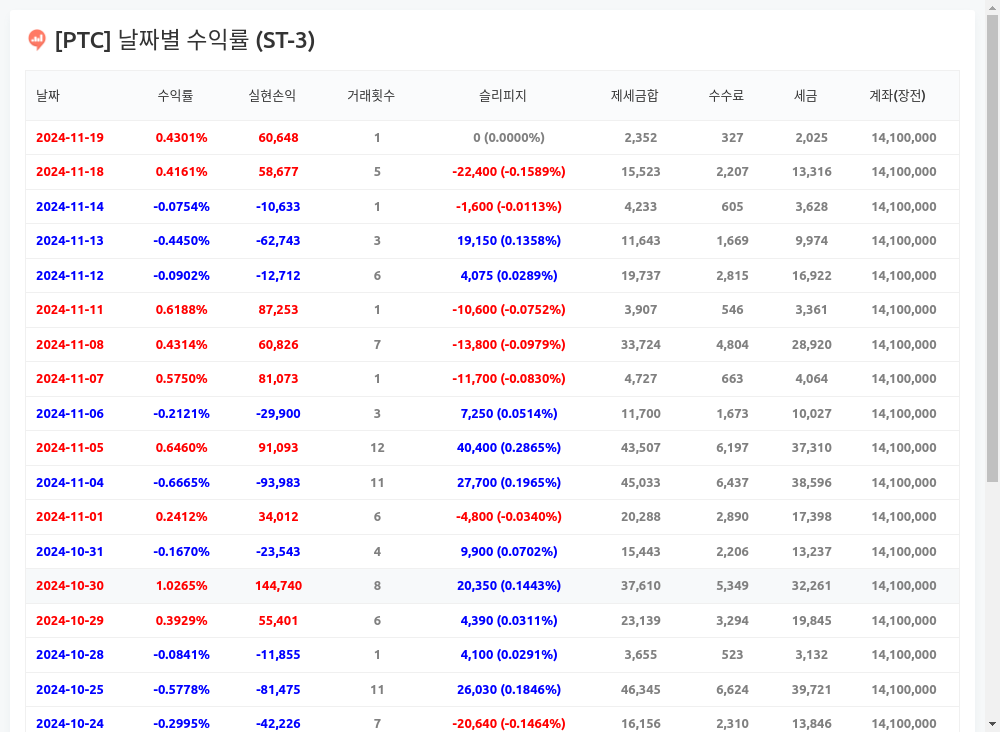 [PTC] 날짜별 수익률 (ST-3)
날짜 수익률 실현손익 거래횟수 슬리피지 제세금합 수수료 세금 계좌(장전)
2024-11-19 0.4301% 60,648 1 0 (0.0000%) 2,352 327 2,025 14,100,000
2024-11-18 0.4161% 58,677 5 -22,400 (-0.1589%) 15,523 2,207 13,316 14,100,000
2024-11-14 -0.0754% -10,633 1 -1,600 (-0.0113%) 4,233 605 3,628 14,100,000
2024-11-13 -0.4450% -62,743 3 19,150 (0.1358%) 11,643 1,669 9,974 14,100,000
2024-11-12 -0.0902% -12,712 6 4,075 (0.0289%) 19,737 2,815 16,922 14,100,000
2024-11-11 0.6188% 87,253 1 -10,600 (-0.0752%) 3,907 546 3,361 14,100,000
2024-11-08 0.4314% 60,826 7 -13,800 (-0.0979%) 33,724 4,804 28,920 14,100,000
2024-11-07 0.5750% 81,073 1 -11,700 (-0.0830%) 4,727 663 4,064 14,100,000
2024-11-06 -0.2121% -29,900 3 7,250 (0.0514%) 11,700 1,673 10,027 14,100,000
2024-11-05 0.6460% 91,093 12 40,400 (0.2865%) 43,507 6,197 37,310 14,100,000
2024-11-04 -0.6665% -93,983 11 27,700 (0.1965%) 45,033 6,437 38,596 14,100,000
2024-11-01 0.2412% 34,012 6 -4,800 (-0.0340%) 20,288 2,890 17,398 14,100,000
2024-10-31 -0.1670% -23,543 4 9,900 (0.0702%) 15,443 2,206 13,237 14,100,000
2024-10-30 1.0265% 144,740 8 20,350 (0.1443%) 37,610 5,349 32,261 14,100,000
2024-10-29 0.3929% 55,401 6 4,390 (0.0311%) 23,139 3,294 19,845 14,100,000
2024-10-28 -0.0841% -11,855 1 4,100 (0.0291%) 3,655 523 3,132 14,100,000
2024-10-25 -0.5778% -81,475 11 26,030 (0.1846%) 46,345 6,624 39,721 14,100,000
2024-10-24 -0.2995% -42,226 7 -20,640 (-0.1464%) 16,156 2,310 13,846 14,100,000